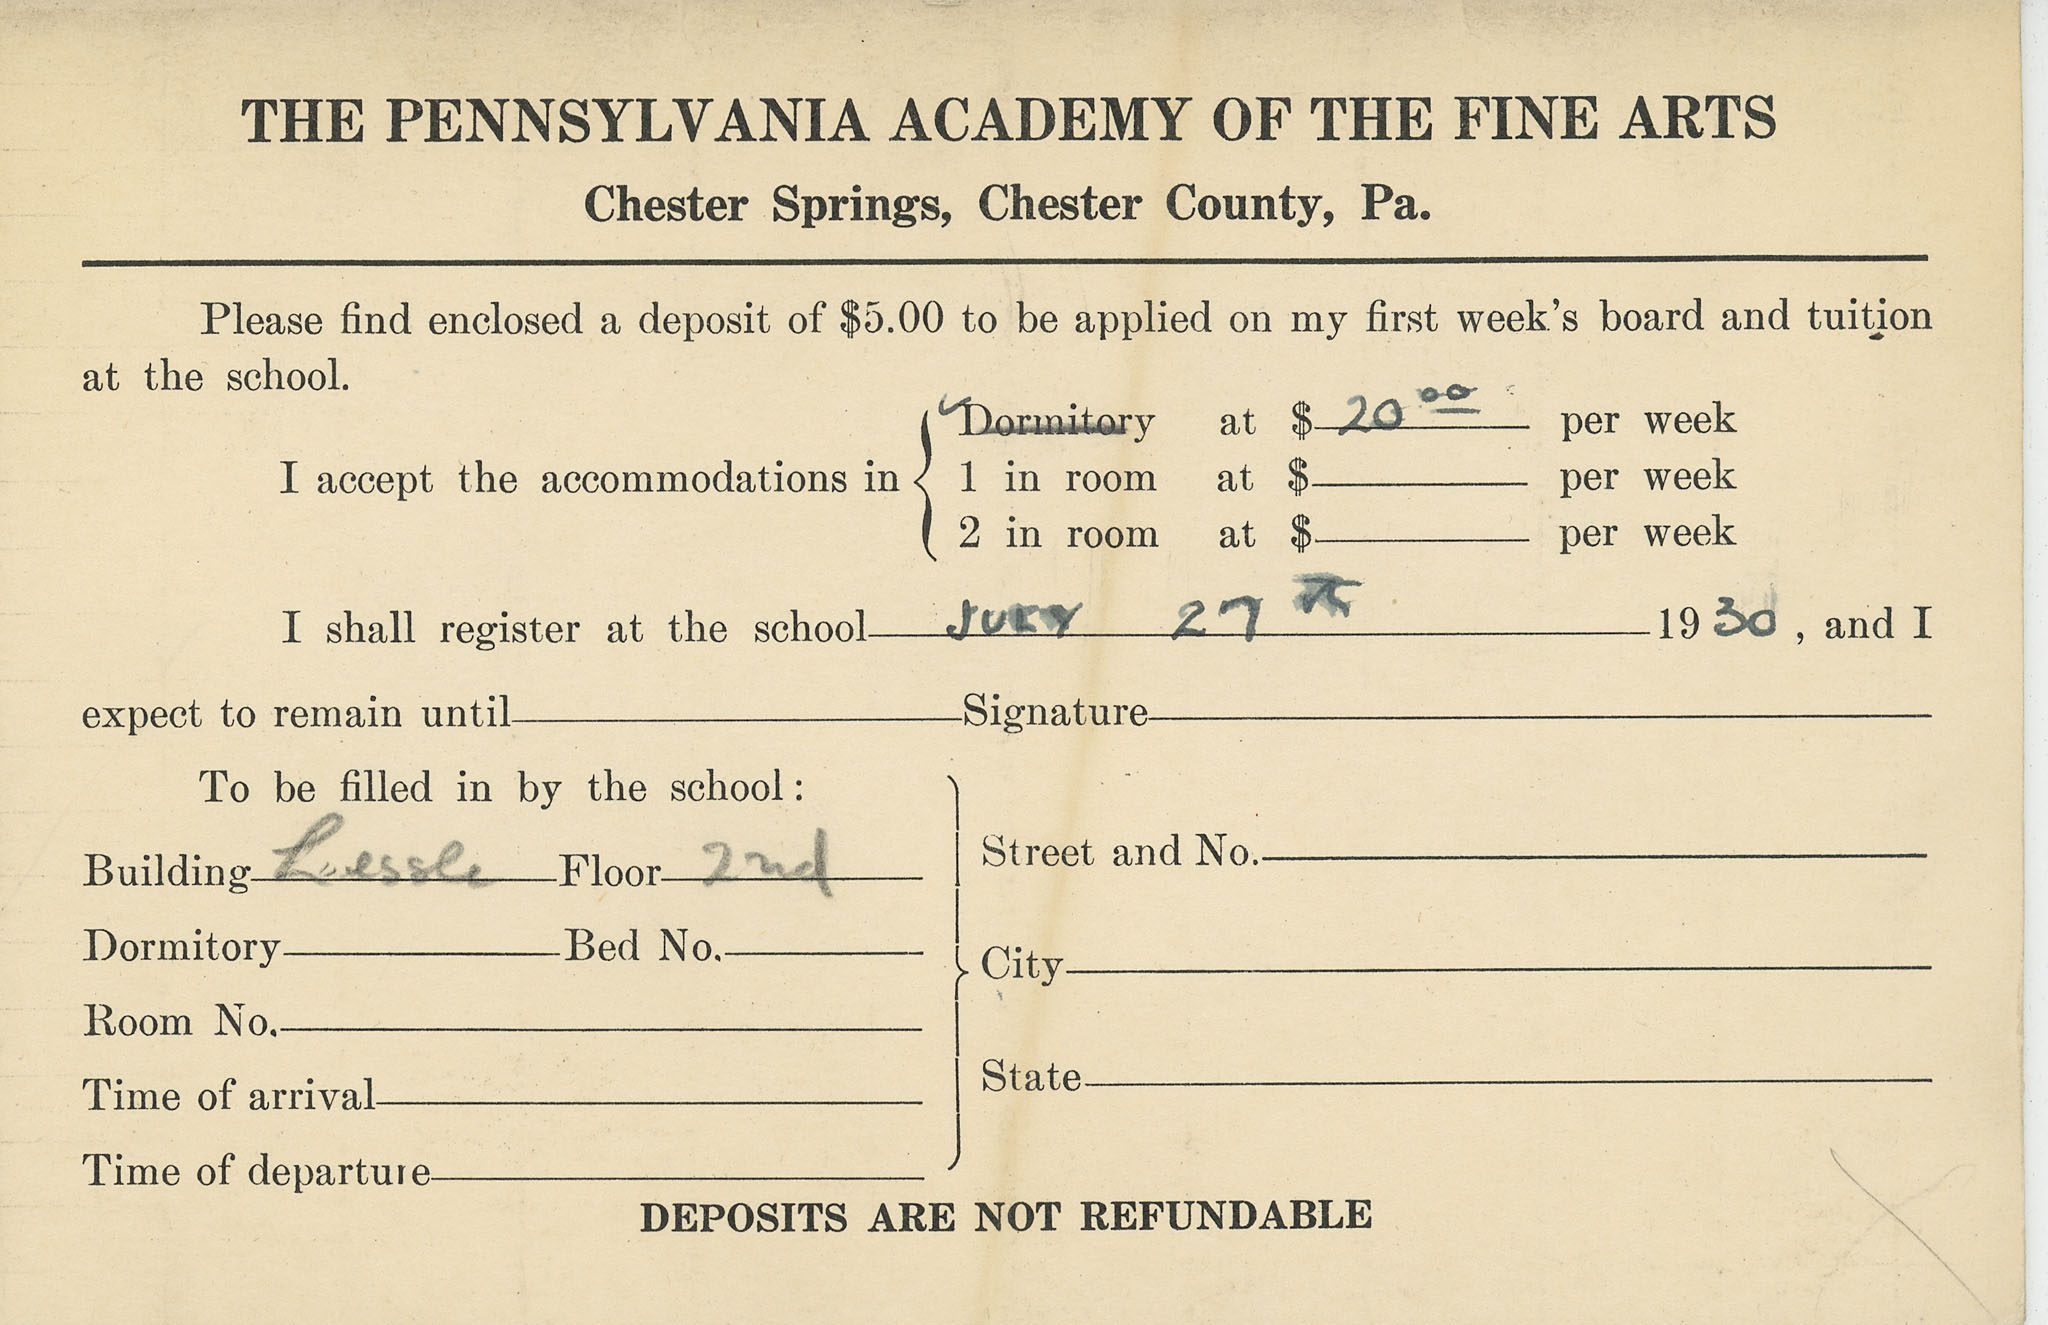 THE PENNSYLVANIA ACADEMY OF THE FINE ARTS
Chester Springs, Chester County, Pa.
Please find enclosed a deposit of $5.00 to be applied on my first week's board and tuition
at the school.
Dormitory at $ 20 00 per week
I accept the accommodations in 1 in room at $ per week
2 in room at $ per week
I shall register at the school JULY 27 th 1930, and I
expect to remain until Signature
To be filled in by the school:
Building Floor 2nd
Street and No.
Dormitory Bed No.
City
Room No.
State
Time of arrival
Time of departure
DEPOSITS ARE NOT REFUNDABLE